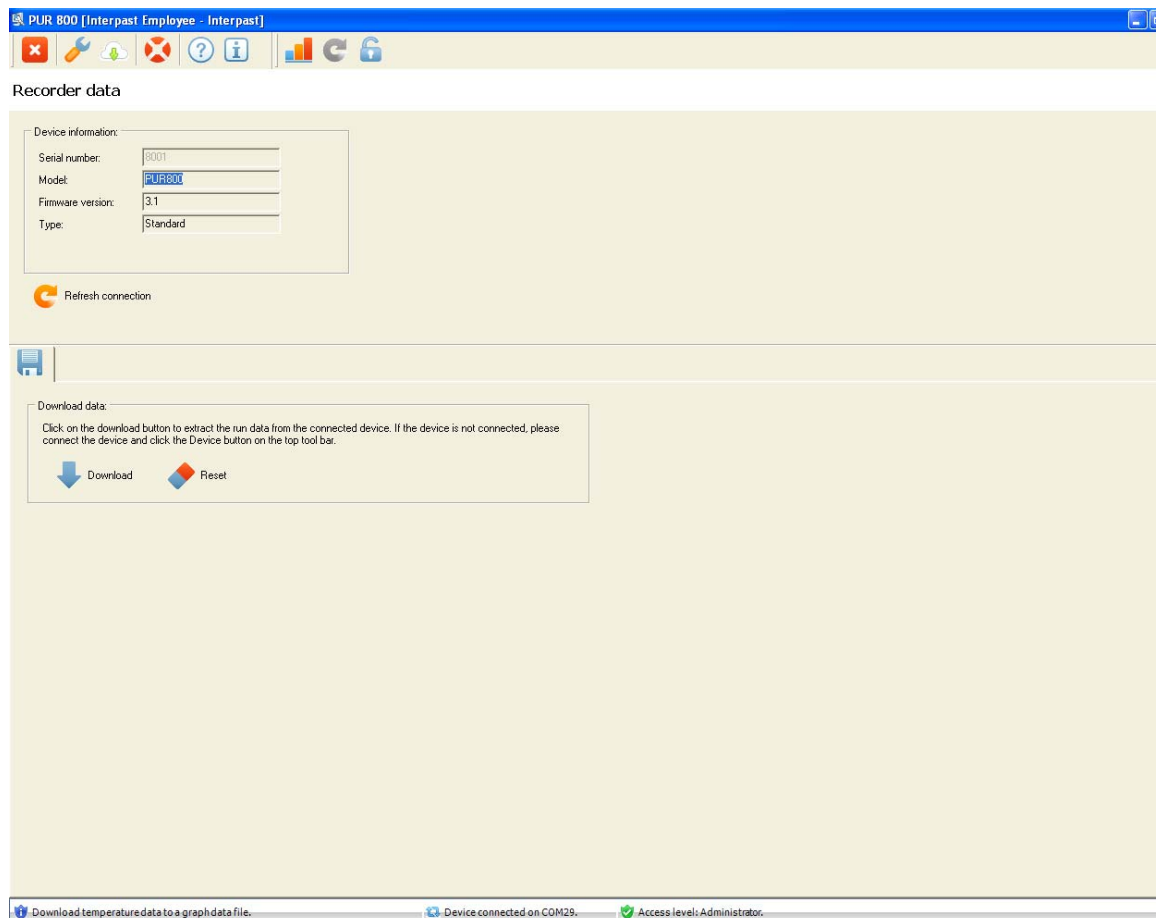 PUR 800 [Interpast Employee - Interpast]
Recorder data
Device information:
Serial number: 8001
Model: PUR800
Firmware version: 3.1
Type: Standard
Refresh connection
Download data:
Click on the download button to extract the run data from the connected device. If the device is not connected, please
connect the device and click the Device button on the top tool bar.
Download Reset
Download temperature data to a graph data file. Device connected on COM29. Access level: Administrator.